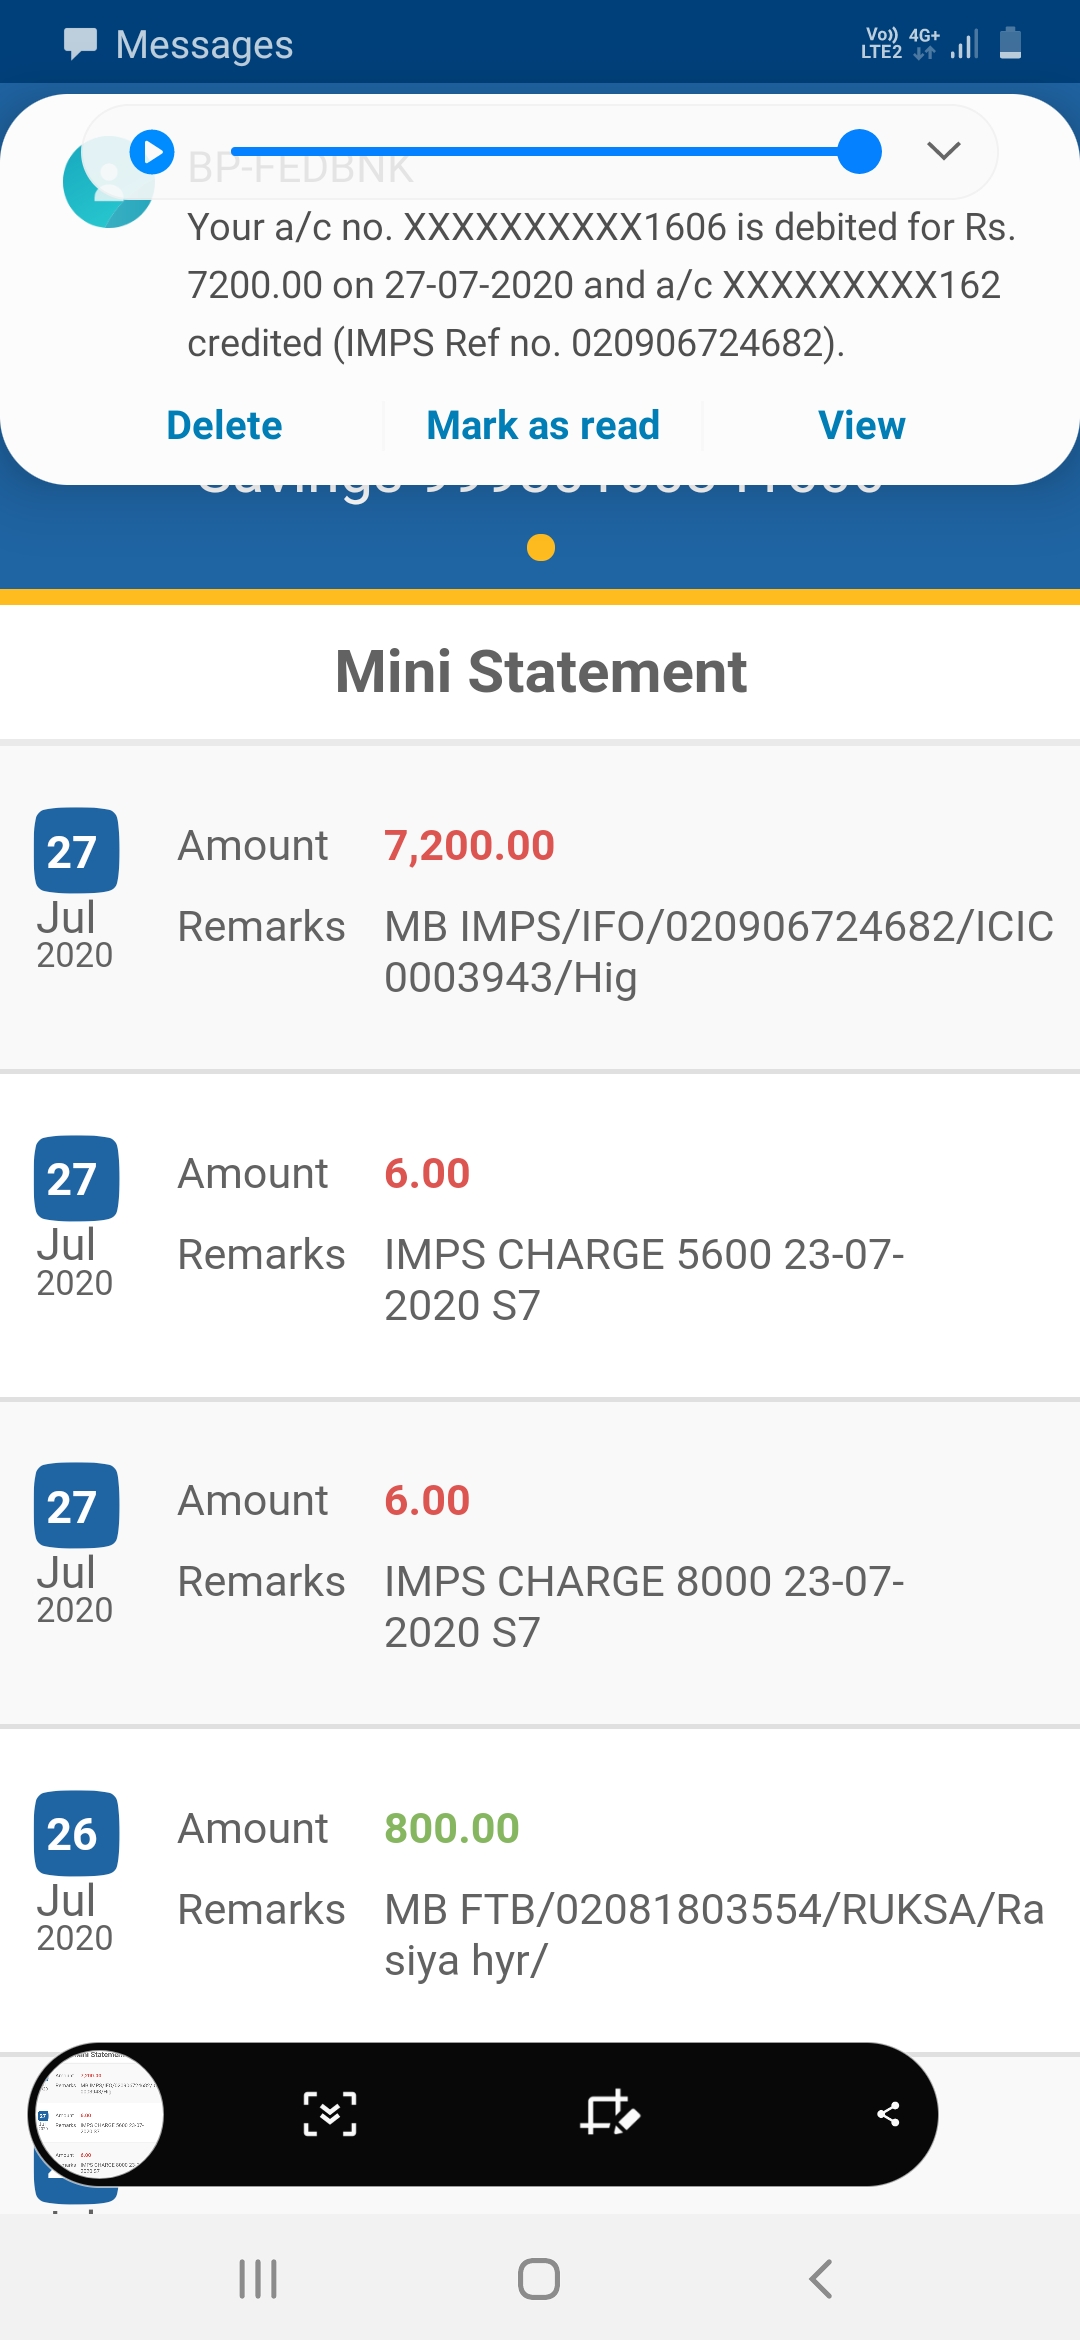 Messages
Vo)) 4G+
LTE2
BP-FEDBNK
Your a/c no. XXXXXXXXXX1606 is debited for Rs.
7200.00 on 27-07-2020 and a/c XXXXXXXXX162
credited (IMPS Ref no. 020906724682).
Delete Mark as read View
Mini Statement
27 Jul 2020
Amount 7,200.00
Remarks MB IMPS/IFO/020906724682/ICIC
0003943/Hig
27 Jul 2020
Amount 6.00
Remarks IMPS CHARGE 5600 23-07-
2020 S7
27 Jul 2020
Amount 6.00
Remarks IMPS CHARGE 8000 23-07-
2020 S7
26 Jul 2020
Amount 800.00
Remarks MB FTB/02081803554/RUKSA/Ra
siya hyr/